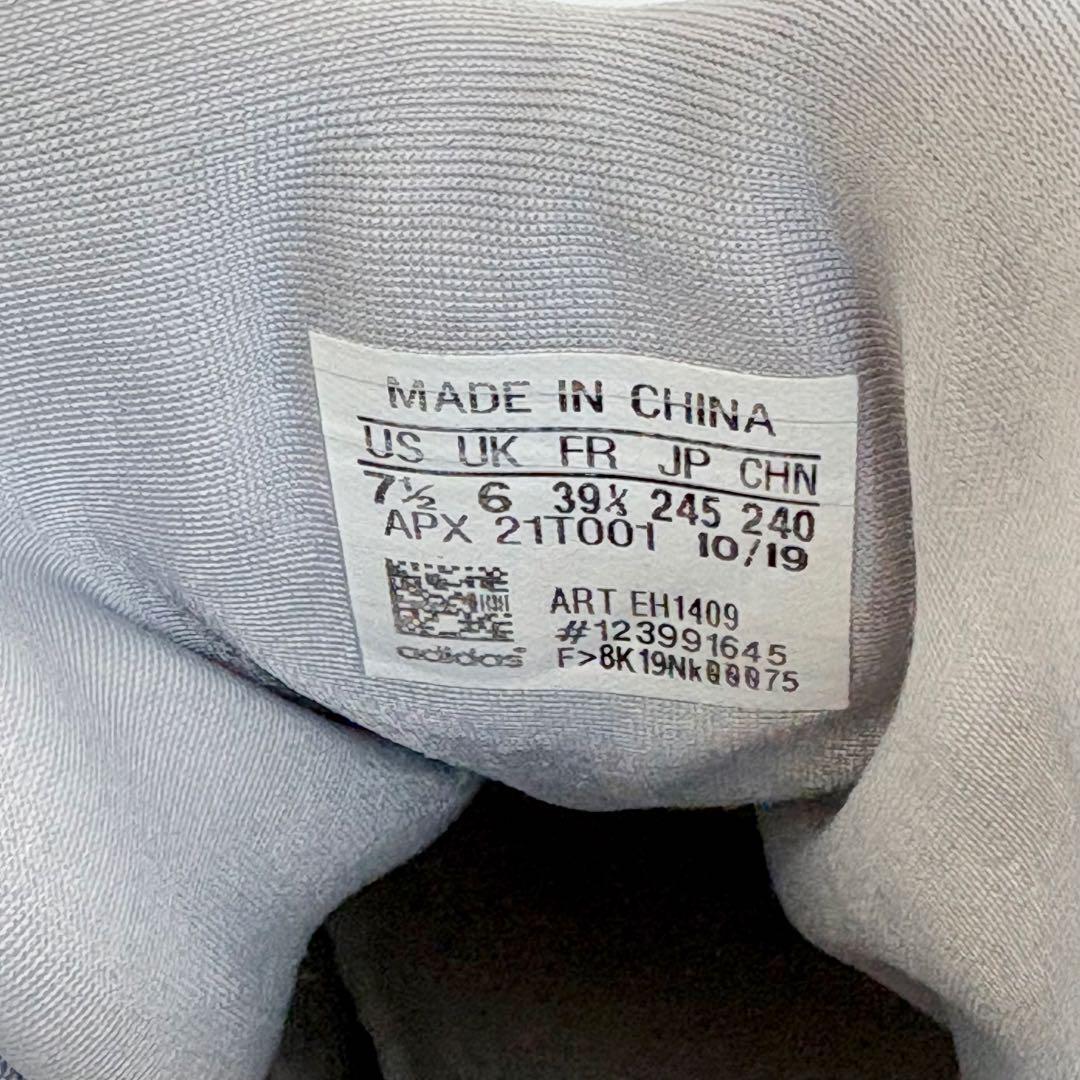 MADE IN CHINA
US UK FR JP CHN
7½ 6 39⅓ 245 240
APX 21T001 10/19
ART EH1409
#123991645
adidas F>8K19Nk00075